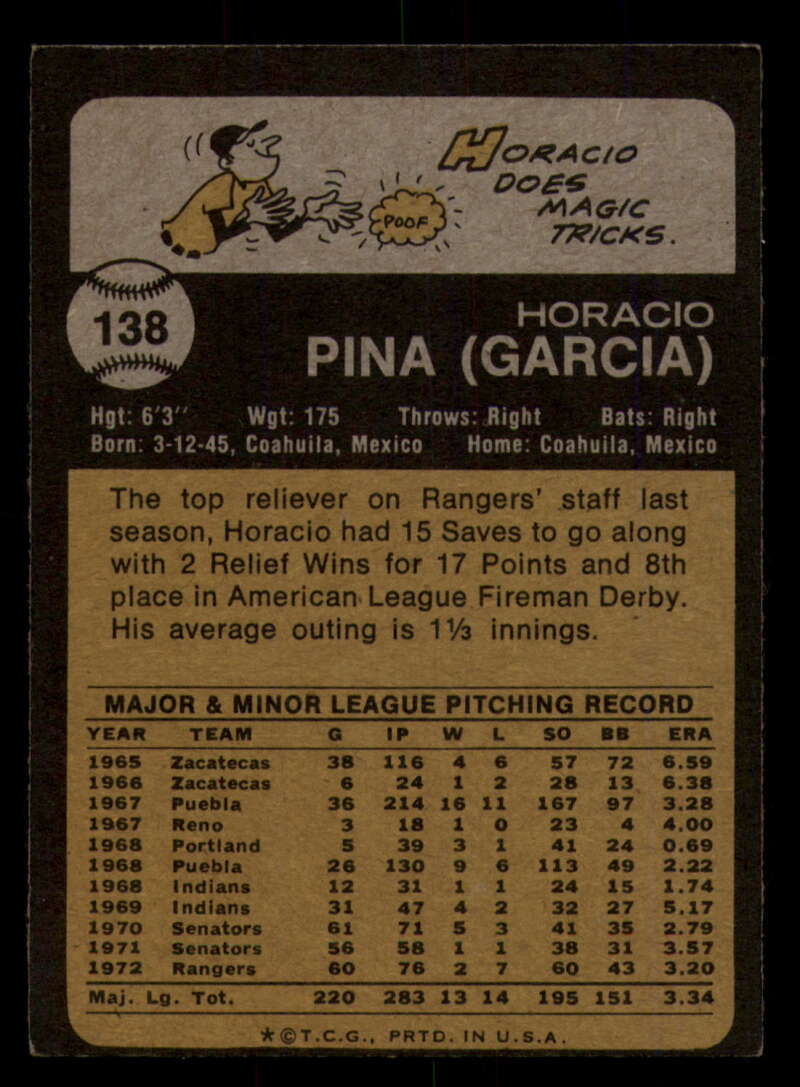 HORACIO
DOES
MAGIC
TRICKS.
POOF
138
HORACIO
PINA (GARCIA)
Hgt: 6'3" Wgt: 175 Throws: Right Bats: Right
Born: 3-12-45, Coahuila, Mexico Home: Coahuila, Mexico
The top reliever on Rangers' staff last
season, Horacio had 15 Saves to go along
with 2 Relief Wins for 17 Points and 8th
place in American League Fireman Derby.
His average outing is 1⅓ innings.
MAJOR & MINOR LEAGUE PITCHING RECORD
YEAR TEAM G IP W L SO BB ERA
1965 Zacatecas 38 116 4 6 57 72 6.59
1966 Zacatecas 6 24 1 2 28 13 6.38
1967 Puebla 36 214 16 11 167 97 3.28
1967 Reno 3 18 1 0 23 4 4.00
1968 Portland 5 39 3 1 41 24 0.69
1968 Puebla 26 130 9 6 113 49 2.22
1968 Indians 12 31 1 1 24 15 1.74
1969 Indians 31 47 4 2 32 27 5.17
1970 Senators 61 71 5 3 41 35 2.79
1971 Senators 56 58 1 1 38 31 3.57
1972 Rangers 60 76 2 7 60 43 3.20
Maj. Lg. Tot. 220 283 13 14 195 151 3.34
*©T.C.G., PRTD. IN U.S.A.